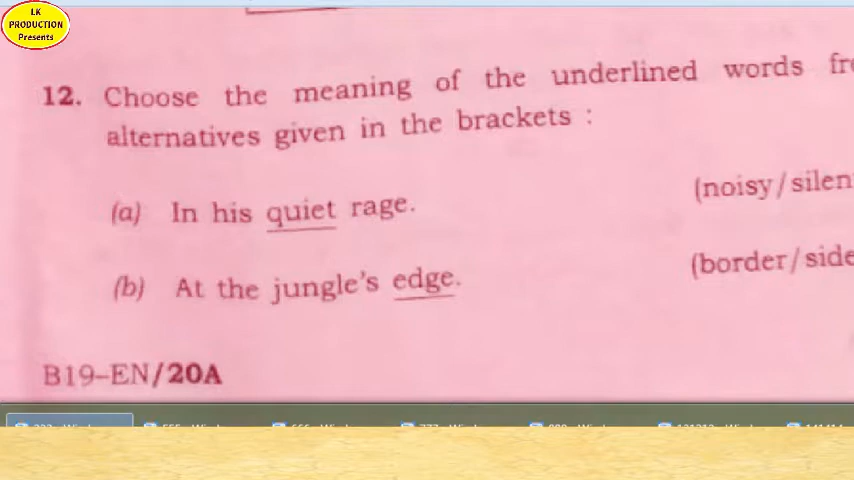 LK
PRODUCTION
Presents
12. Choose the meaning of the underlined words
alternatives given in the brackets :
(a) In his quiet rage. (noisy/silen
(b) At the jungle's edge. (border/side
B19-EN/20A